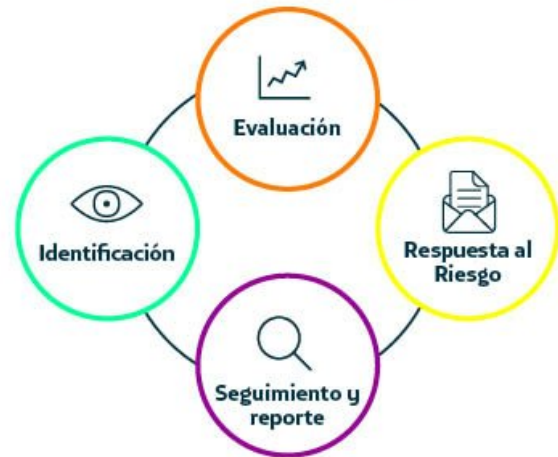 Evaluación
Identificación
Respuesta al
Riesgo
Seguimiento y
reporte